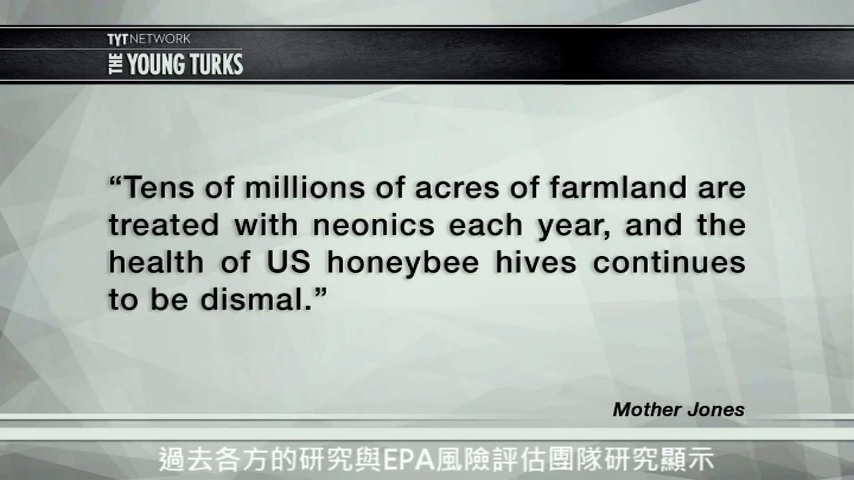 TYT NETWORK
THE YOUNG TURKS
“Tens of millions of acres of farmland are
treated with neonics each year, and the
health of US honeybee hives continues
to be dismal.”
Mother Jones
過去各方的研究與EPA風險評估團隊研究顯示